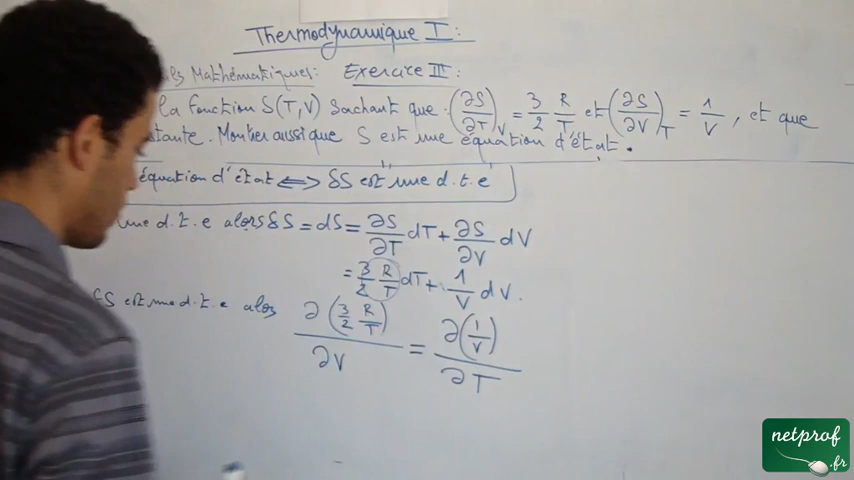 Thermodynamique I:
Mathématiques: Exercice III:
la fonction S(T,V) Sachant que (∂S/∂T)_V = 3/2 R/T et (∂S/∂V)_T = 1/V, et que
stante. Montrer aussi que S est une équation d'état.
équation d'état ⟺ δS est une d.t.e
une d.t.e alors δS = dS = ∂S/∂T dT + ∂S/∂V dV
= 3/2 R/T dT + 1/V dV.
δS est une d.t.e alors ∂(3/2 R/T)/∂V = ∂(1/V)/∂T
netprof
.fr